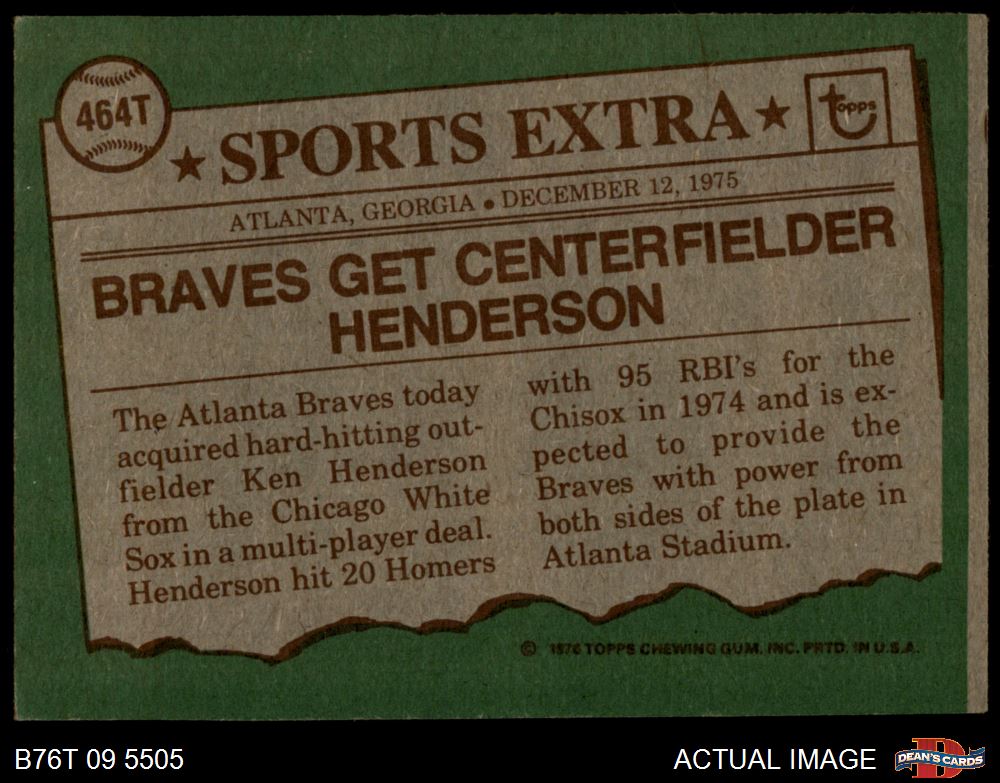 464T
★ SPORTS EXTRA ★
topps
ATLANTA, GEORGIA • DECEMBER 12, 1975
BRAVES GET CENTERFIELDER
HENDERSON
The Atlanta Braves today
acquired hard-hitting out-
fielder Ken Henderson
from the Chicago White
Sox in a multi-player deal.
Henderson hit 20 Homers
with 95 RBI's for the
Chisox in 1974 and is ex-
pected to provide the
Braves with power from
both sides of the plate in
Atlanta Stadium.
© 1976 TOPPS CHEWING GUM, INC. PRTD. IN U.S.A.
B76T 09 5505
ACTUAL IMAGE
D
DEAN'S CARDS